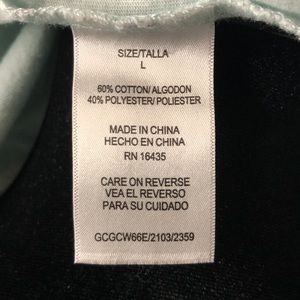 SIZE/TALLA
L
60% COTTON/ ALGODON
40% POLYESTER/ POLIESTER
MADE IN CHINA
HECHO EN CHINA
RN 16435
CARE ON REVERSE
VEA EL REVERSO
PARA SU CUIDADO
GCGCW66E/2103/2359